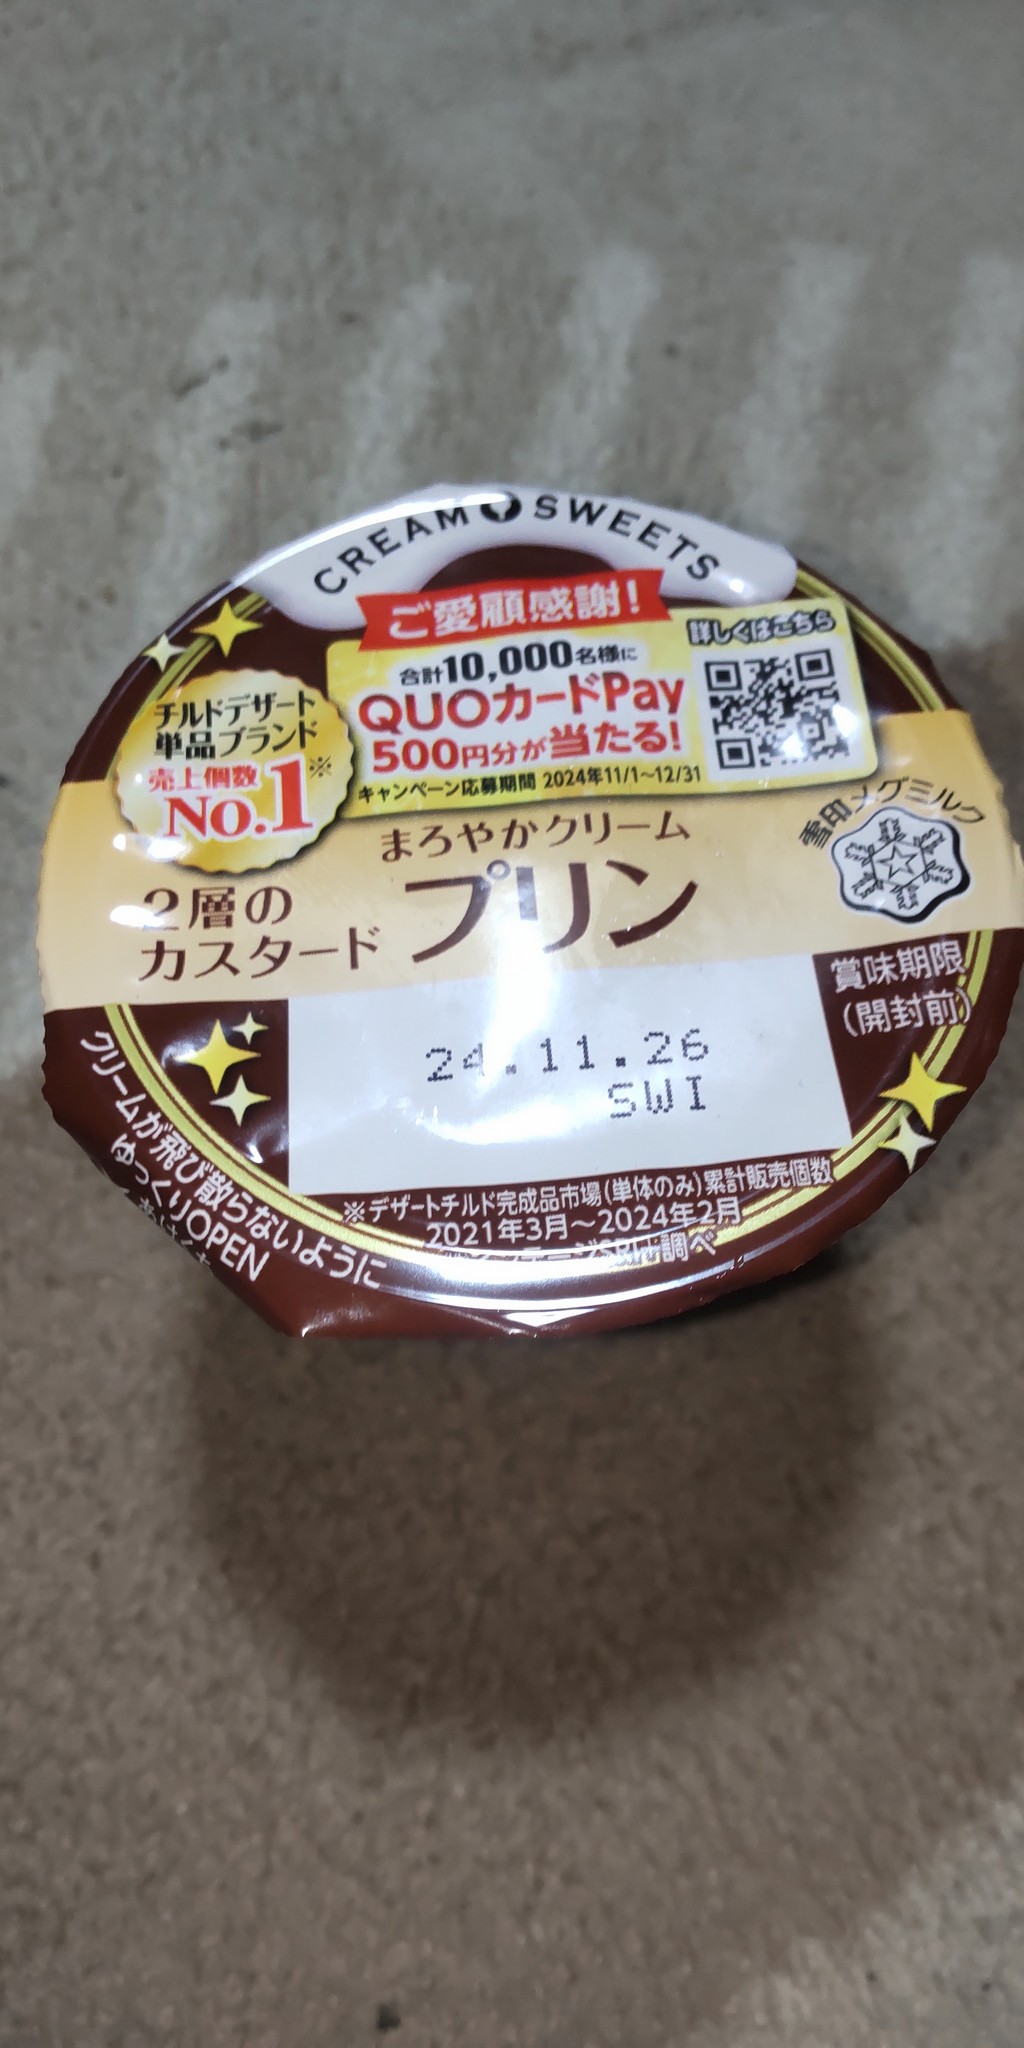 CREAM SWEETS
ご愛顧感謝!
合計10,000名様に
QUOカードPay
500円分が当たる!
キャンペーン応募期間 2024年11/1~12/31
詳しくはこちら
チルドデザート
単品ブランド
売上個数※
No.1
雪印メグミルク
まろやかクリーム
プリン
2層の
カスタード
賞味期限
(開封前)
24.11.26
SWI
※デザートチルド完成品市場(単体のみ)累計販売個数
2021年3月~2024年2月
SRI+調べ
クリームが飛び散らないように
ゆっくりOPEN